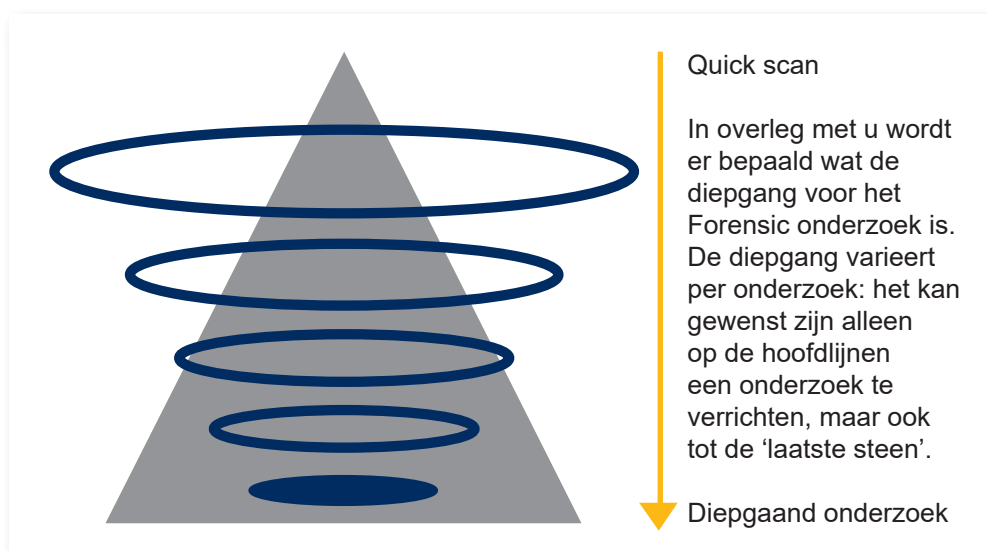 Quick scan
In overleg met u wordt
er bepaald wat de
diepgang voor het
Forensic onderzoek is.
De diepgang varieert
per onderzoek: het kan
gewenst zijn alleen
op de hoofdlijnen
een onderzoek te
verrichten, maar ook
tot de ‘laatste steen’.
Diepgaand onderzoek